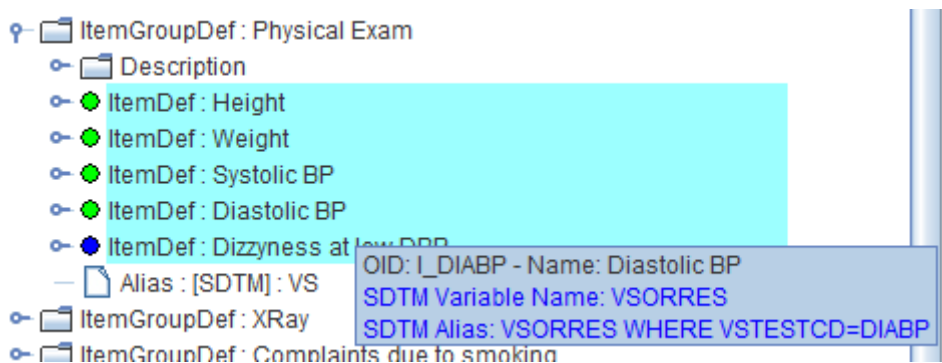 ItemGroupDef : Physical Exam
Description
ItemDef : Height
ItemDef : Weight
ItemDef : Systolic BP
ItemDef : Diastolic BP
ItemDef : Dizzyness at low DBP
OID: I_DIABP - Name: Diastolic BP
SDTM Variable Name: VSORRES
SDTM Alias: VSORRES WHERE VSTESTCD=DIABP
Alias : [SDTM] : VS
ItemGroupDef : XRay
ItemGroupDef : Complaints due to smoking